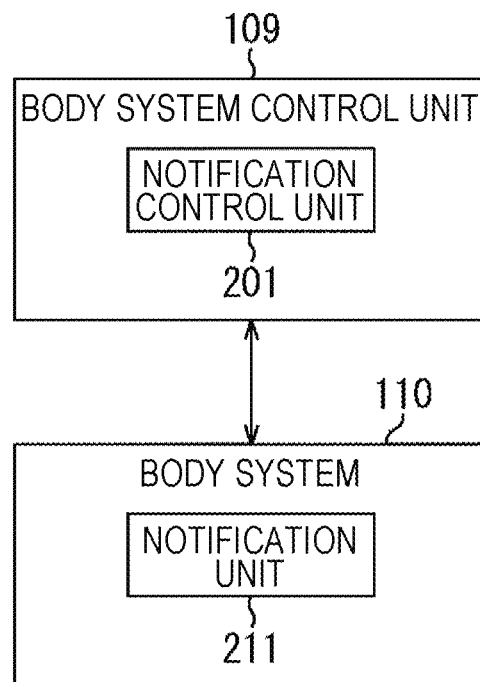 109
BODY SYSTEM CONTROL UNIT
NOTIFICATION
CONTROL UNIT
201
110
BODY SYSTEM
NOTIFICATION
UNIT
211